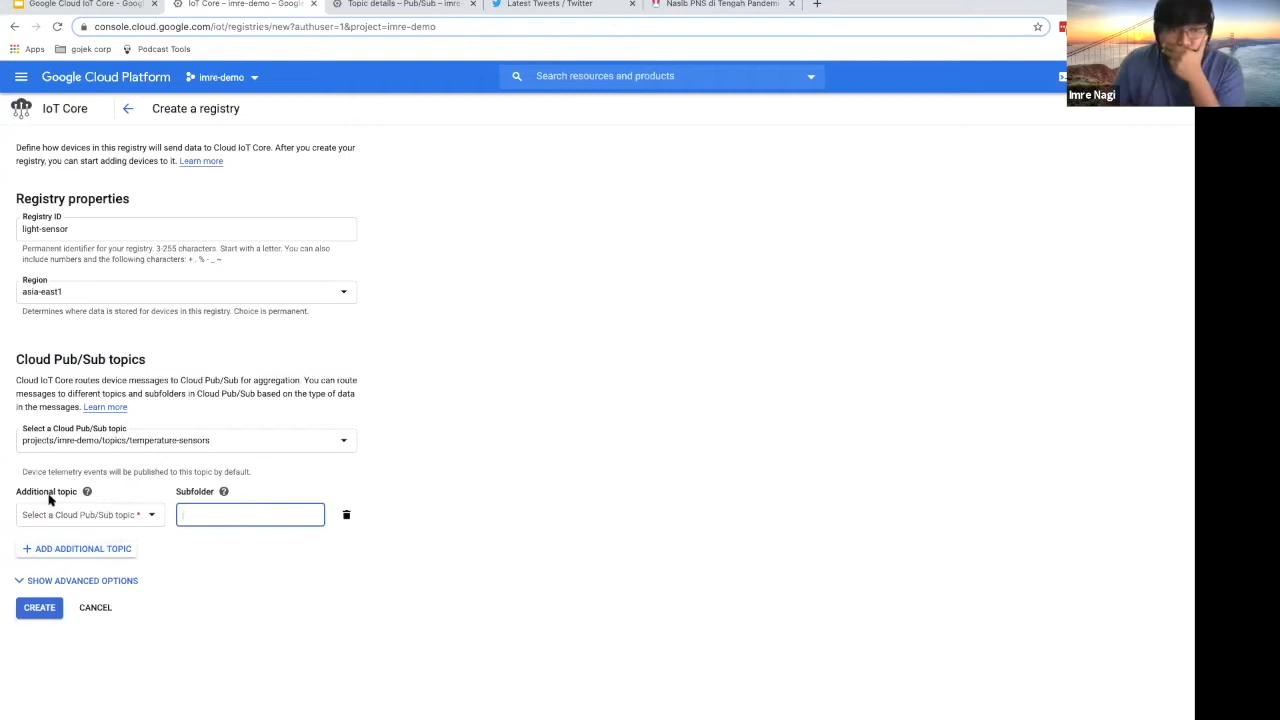 Google Cloud IoT Core - Googl
IoT Core – imre-demo – Google
Topic details – Pub/Sub – imre-
Latest Tweets / Twitter
Nasib PNS di Tengah Pandemi
console.cloud.google.com/iot/registries/new?authuser=1&project=imre-demo
Apps
gojek corp
Podcast Tools
Google Cloud Platform
imre-demo
Search resources and products
Imre Nagi
IoT Core
Create a registry
Define how devices in this registry will send data to Cloud IoT Core. After you create your
registry, you can start adding devices to it. Learn more
Registry properties
Registry ID
light-sensor
Permanent identifier for your registry. 3-255 characters. Start with a letter. You can also
include numbers and the following characters: + . % - _ ~
Region
asia-east1
Determines where data is stored for devices in this registry. Choice is permanent.
Cloud Pub/Sub topics
Cloud IoT Core routes device messages to Cloud Pub/Sub for aggregation. You can route
messages to different topics and subfolders in Cloud Pub/Sub based on the type of data
in the messages. Learn more
Select a Cloud Pub/Sub topic
projects/imre-demo/topics/temperature-sensors
Device telemetry events will be published to this topic by default.
Additional topic
Subfolder
Select a Cloud Pub/Sub topic *
+ ADD ADDITIONAL TOPIC
SHOW ADVANCED OPTIONS
CREATE
CANCEL